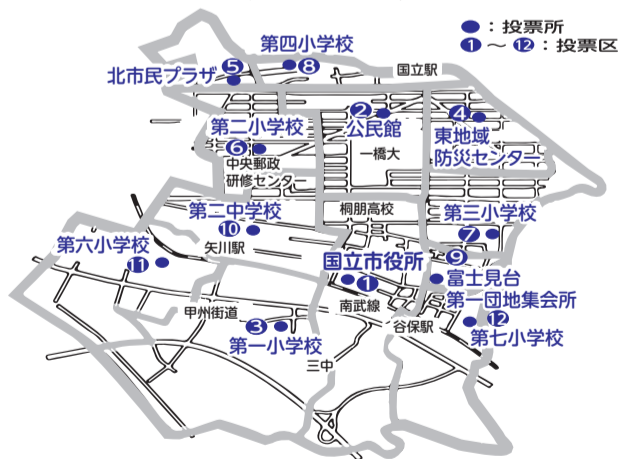 ●：投票所
❶～⓬：投票区
第四小学校
❺
❽
北市民プラザ
国立駅
❷
公民館
❹
東地域
防災センター
第二小学校
❻
一橋大
中央郵政
研修センター
第二中学校
❿
桐朋高校
第三小学校
❼
矢川駅
第六小学校
⓫
国立市役所
❶
❾
富士見台
第一団地集会所
南武線
甲州街道
❸
第一小学校
谷保駅
⓬
第七小学校
三中